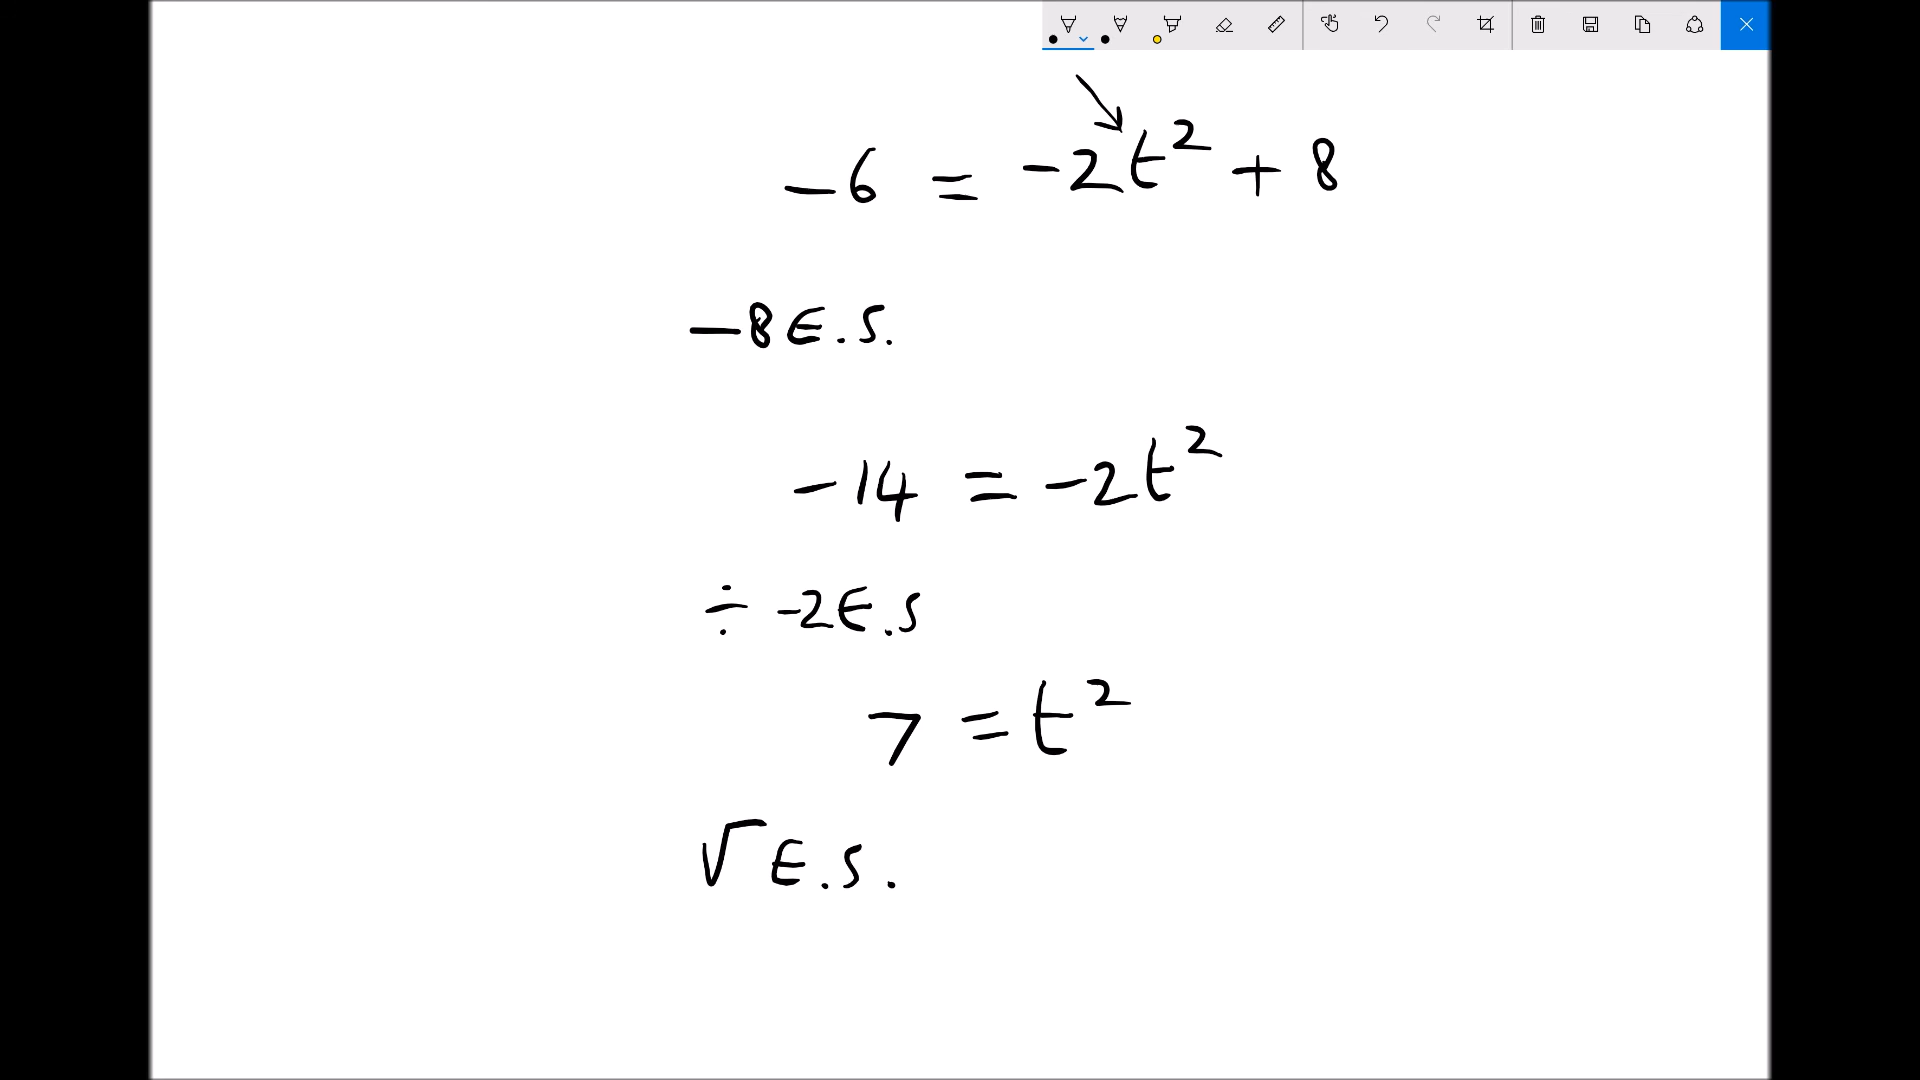 -6 = -2t² + 8
-8 E.S.
-14 = -2t²
÷ -2 E.S
7 = t²
√ E.S.